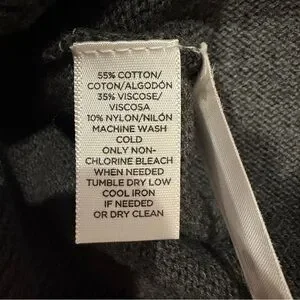 55% COTTON/
COTON/ALGODÓN
35% VISCOSE/
VISCOSA
10% NYLON/NILÓN
MACHINE WASH
COLD
ONLY NON-
CHLORINE BLEACH
WHEN NEEDED
TUMBLE DRY LOW
COOL IRON
IF NEEDED
OR DRY CLEAN